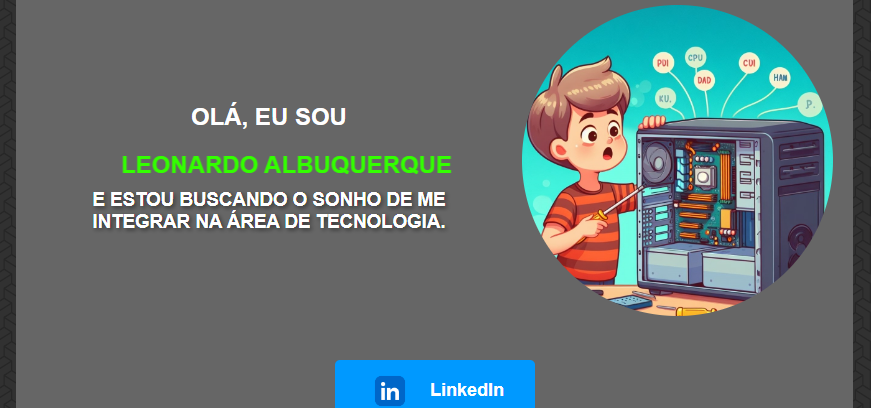 OLÁ, EU SOU
LEONARDO ALBUQUERQUE
E ESTOU BUSCANDO O SONHO DE ME
INTEGRAR NA ÁREA DE TECNOLOGIA.
PUI
CPU
DAD
CUI
HAN
KU.
P.
in
LinkedIn